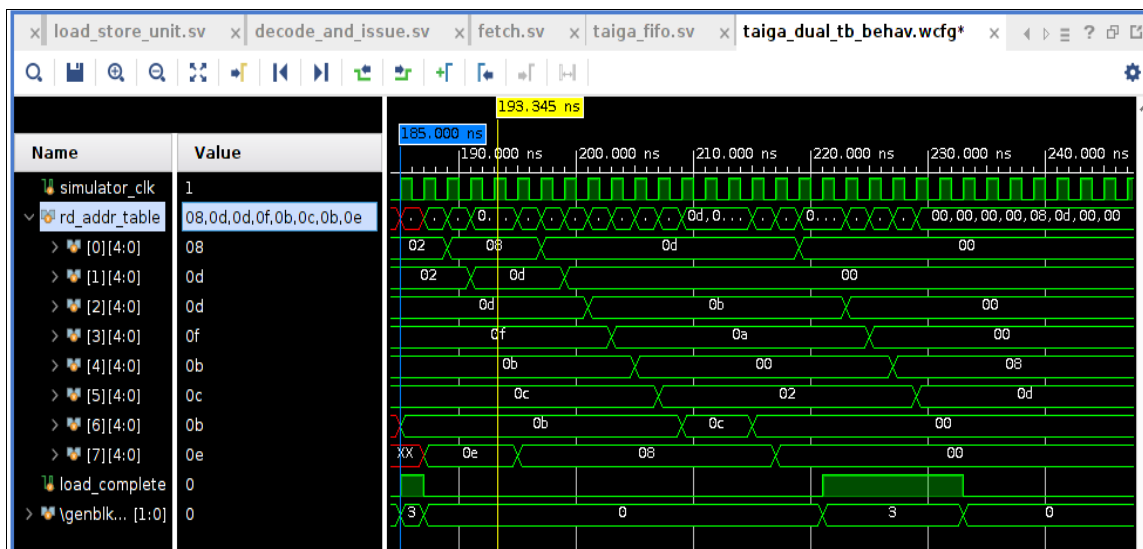 load_store_unit.sv decode_and_issue.sv fetch.sv taiga_fifo.sv taiga_dual_tb_behav.wcfg*
193.345 ns
185.000 ns
Name Value 190.000 ns 200.000 ns 210.000 ns 220.000 ns 230.000 ns 240.000 ns
simulator_clk 1
rd_addr_table 08,0d,0d,0f,0b,0c,0b,0e . . . 0... . . . . . . 0d,0... . . 0... . . . 00,00,00,00,08,0d,00,00
[0][4:0] 08 02 08 0d 00
[1][4:0] 0d 02 0d 00
[2][4:0] 0d 0d 0b 00
[3][4:0] 0f 0f 0a 00
[4][4:0] 0b 0b 00 08
[5][4:0] 0c 0c 02 0d
[6][4:0] 0b 0b 0c 00
[7][4:0] 0e XX 0e 08 00
load_complete 0
\genblk... [1:0] 0 3 0 3 0